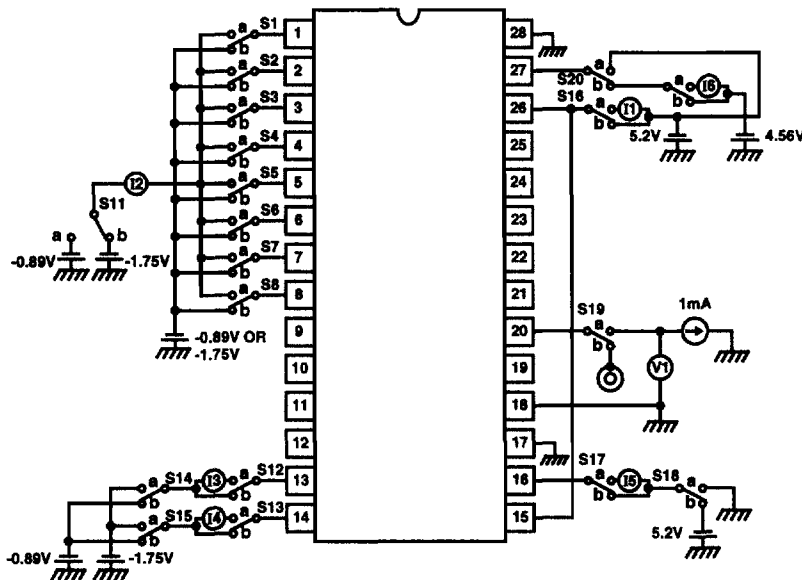 a S1 1 28
b
a S2 2 27 a a I6
b S20 b
a S3 3 26 S16 a I1
b b
a S4 4 25 5.2V 4.56V
b
I2 a S5 5 24
b
S11 a S6 6 23
b
a b a S7 7 22
b
-0.89V -1.75V a S8 8 21
b
S19 1mA
9 20 a
b
-0.89V OR
-1.75V
10 19 V1
11 18
12 17
S17
a S14 I3 a S12 13 16 a I5 S18 a
b b b b
a S15 I4 a S13 14 15
b b
5.2V
-0.89V -1.75V